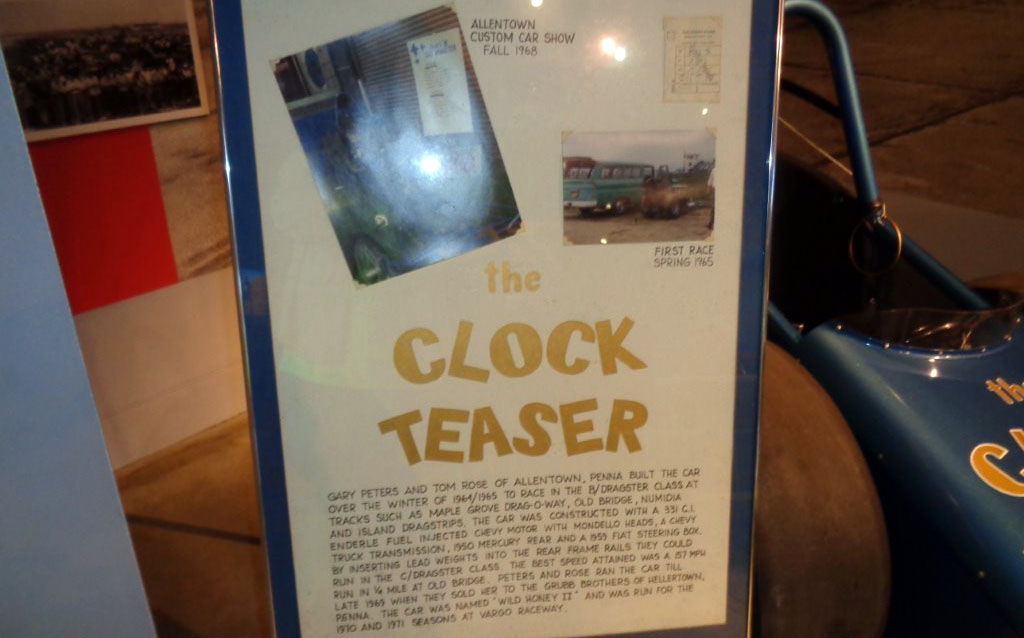 ALLENTOWN
CUSTOM CAR SHOW
FALL 1968
FIRST RACE
SPRING 1965
the
CLOCK
TEASER
GARY PETERS AND TOM ROSE OF ALLENTOWN, PENNA BUILT THE CAR
OVER THE WINTER OF 1964/1965 TO RACE IN THE B/DRAGSTER CLASS AT
TRACKS SUCH AS MAPLE GROVE DRAG-O-WAY, OLD BRIDGE, NUMIDIA
AND ISLAND DRAGSTRIPS. THE CAR WAS CONSTRUCTED WITH A 331 C.I.
ENDERLE FUEL INJECTED CHEVY MOTOR WITH MONDELLO HEADS, A CHEVY
TRUCK TRANSMISSION, 1950 MERCURY REAR AND A 1959 FIAT STEERING BOX.
BY INSERTING LEAD WEIGHTS INTO THE REAR FRAME RAILS THEY COULD
RUN IN THE C/DRAGSTER CLASS. THE BEST SPEED ATTAINED WAS A 157 MPH
RUN IN 1/4 MILE AT OLD BRIDGE. PETERS AND ROSE RAN THE CAR TILL
LATE 1969 WHEN THEY SOLD HER TO THE GRUBB BROTHERS OF HELLERTOWN,
PENNA. THE CAR WAS NAMED "WILD HONEY II" AND WAS RUN FOR THE
1970 AND 1971 SEASONS AT VARGO RACEWAY.
th
C